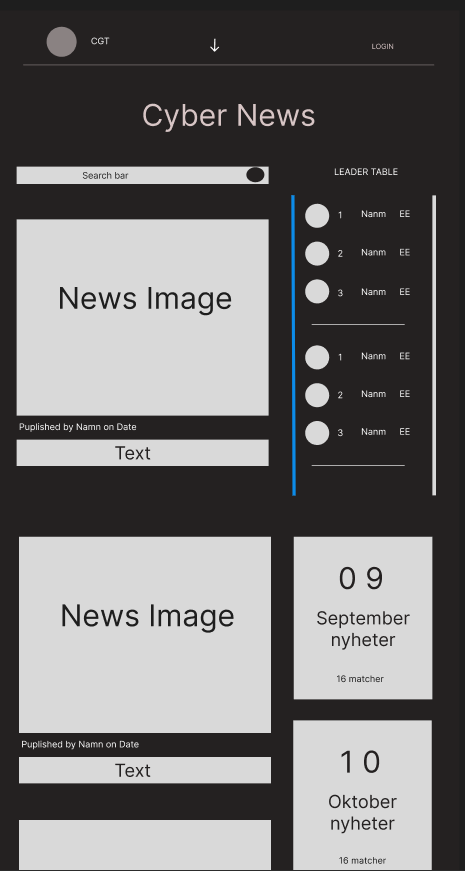 CGT
LOGIN
Cyber News
Search bar
LEADER TABLE
1 Nanm EE
2 Nanm EE
3 Nanm EE
1 Nanm EE
2 Nanm EE
3 Nanm EE
News Image
Puplished by Namn on Date
Text
News Image
Puplished by Namn on Date
Text
0 9
September
nyheter
16 matcher
1 0
Oktober
nyheter
16 matcher